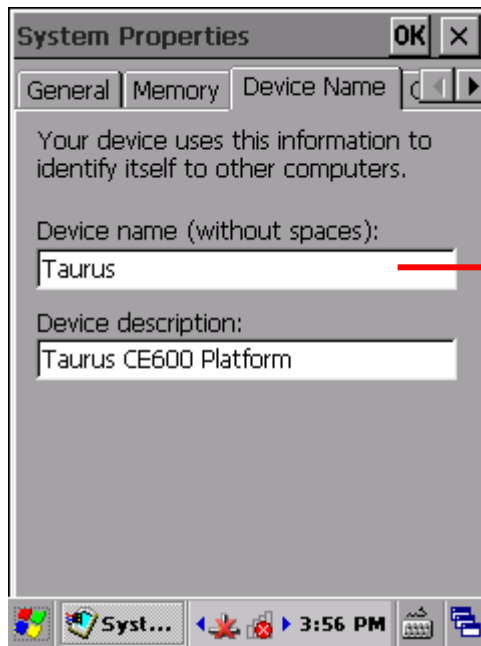 System Properties OK ×
General Memory Device Name
Your device uses this information to
identify itself to other computers.
Device name (without spaces):
Taurus
Device description:
Taurus CE600 Platform
Syst... 3:56 PM